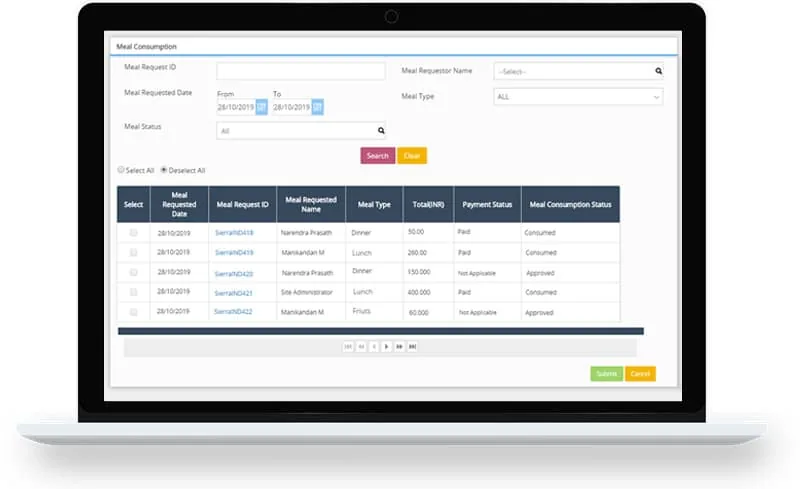 Meal Consumption
Meal Request ID
Meal Requestor Name --Select--
Meal Requested Date From To
28/10/2019 28/10/2019
Meal Type ALL
Meal Status All
Search Clear
Select All Deselect All
Select Meal Requested Date Meal Request ID Meal Requested Name Meal Type Total(INR) Payment Status Meal Consumption Status
28/10/2019 SierraIND418 Narendra Prasath Dinner 50.00 Paid Consumed
28/10/2019 SierraIND419 Manikandan M Lunch 260.00 Paid Consumed
28/10/2019 SierraIND420 Narendra Prasath Dinner 150.000 Not Applicable Approved
28/10/2019 SierraIND421 Site Administrator Lunch 400.000 Paid Consumed
28/10/2019 SierraIND422 Manikandan M Friuts 60.000 Not Applicable Approved
Submit Cancel